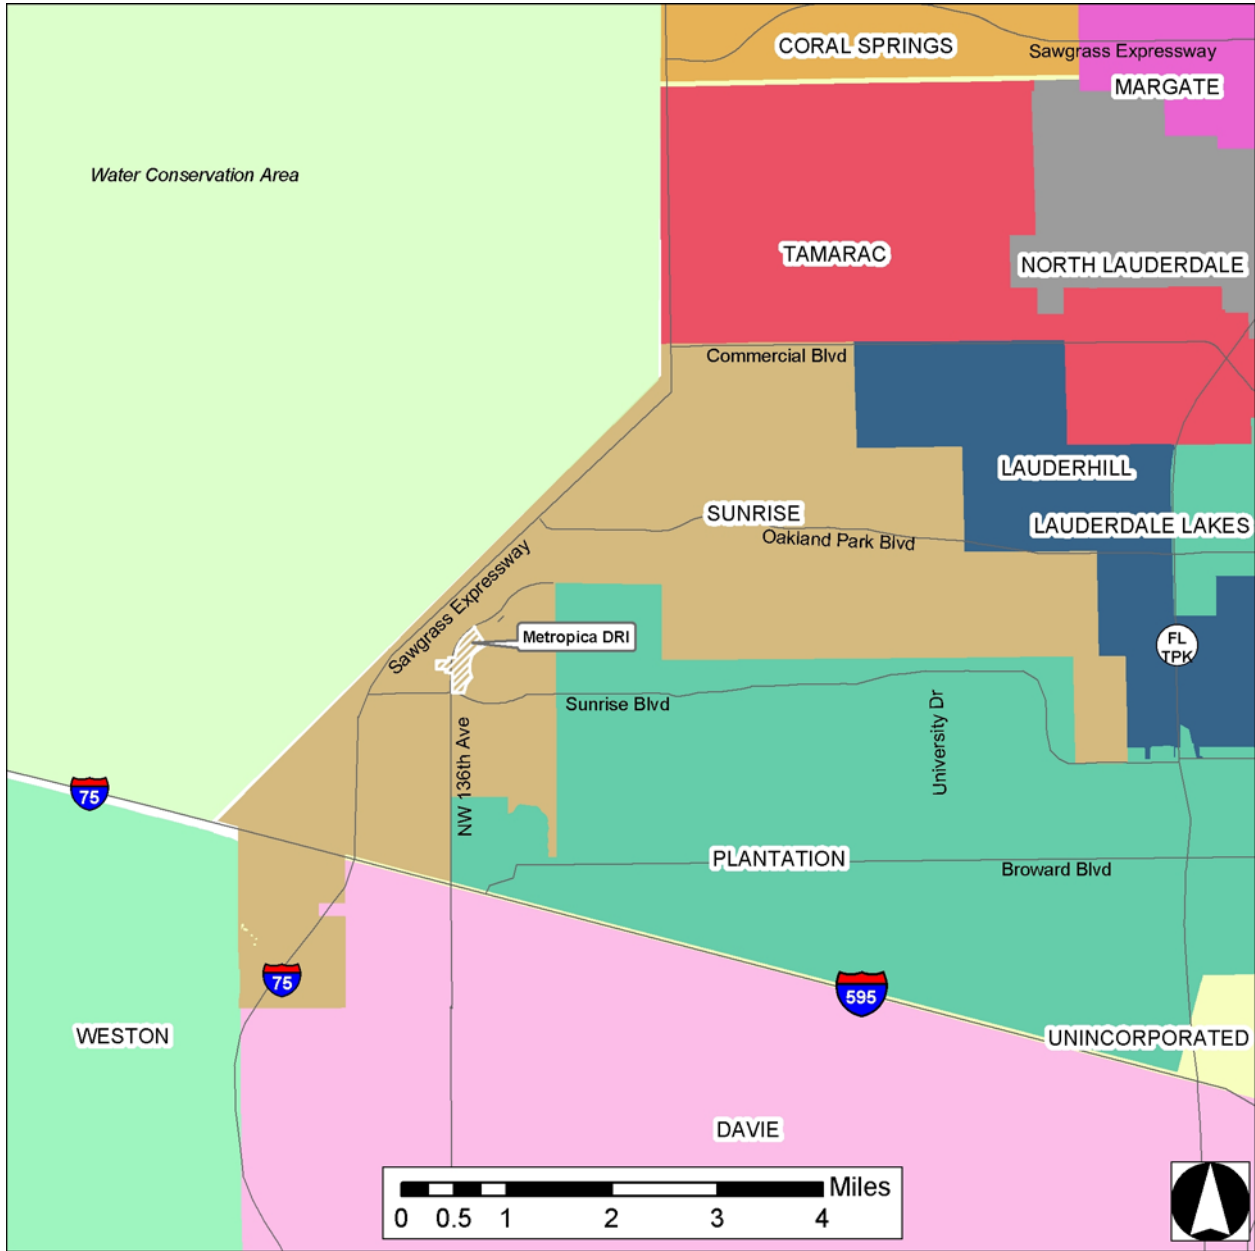 CORAL SPRINGS
Sawgrass Expressway
MARGATE
Water Conservation Area
TAMARAC
NORTH LAUDERDALE
Commercial Blvd
LAUDERHILL
SUNRISE
LAUDERDALE LAKES
Oakland Park Blvd
Sawgrass Expressway
Metropica DRI
FL
TPK
Sunrise Blvd
University Dr
NW 136th Ave
75
PLANTATION
Broward Blvd
75
595
WESTON
UNINCORPORATED
DAVIE
Miles
0 0.5 1 2 3 4